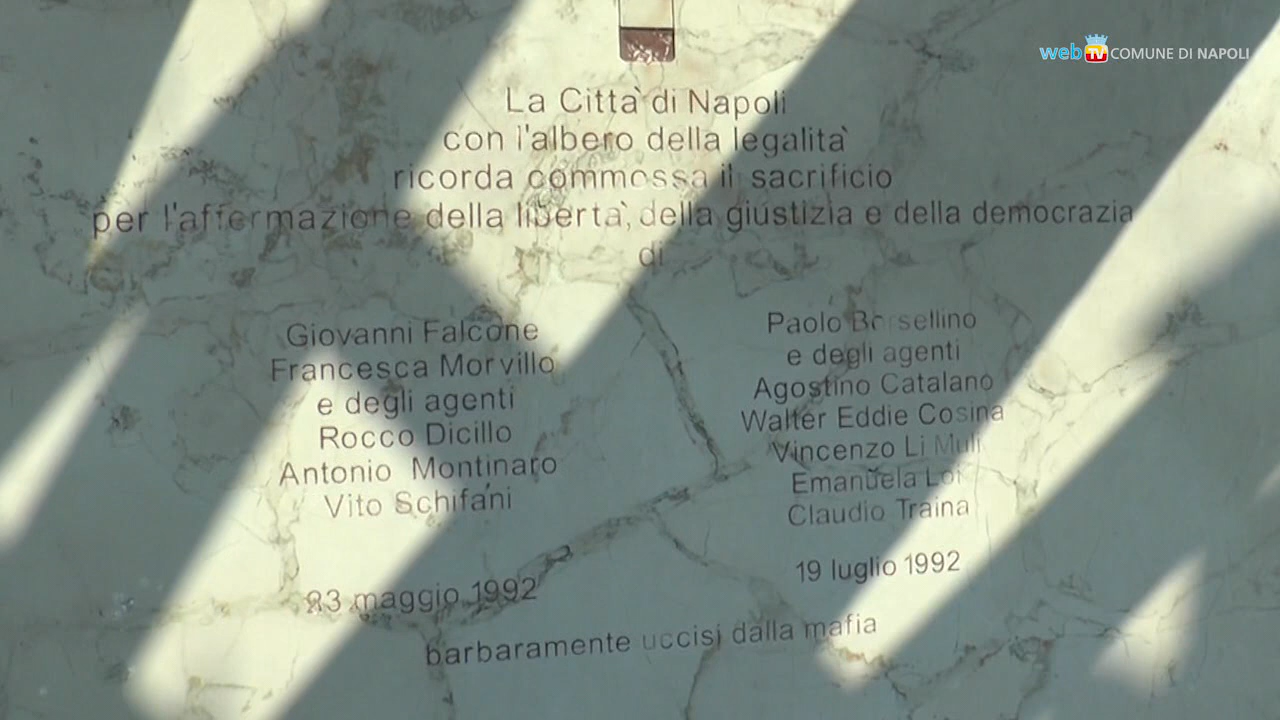 web TV COMUNE DI NAPOLI
La Città di Napoli
con l'albero della legalità
ricorda commossa il sacrificio
per l'affermazione della libertà, della giustizia e della democrazia
di
Giovanni Falcone
Francesca Morvillo
e degli agenti
Rocco Dicillo
Antonio Montinaro
Vito Schifani
23 maggio 1992
Paolo Borsellino
e degli agenti
Agostino Catalano
Walter Eddie Cosina
Vincenzo Li Muli
Emanuela Loi
Claudio Traina
19 luglio 1992
barbaramente uccisi dalla mafia